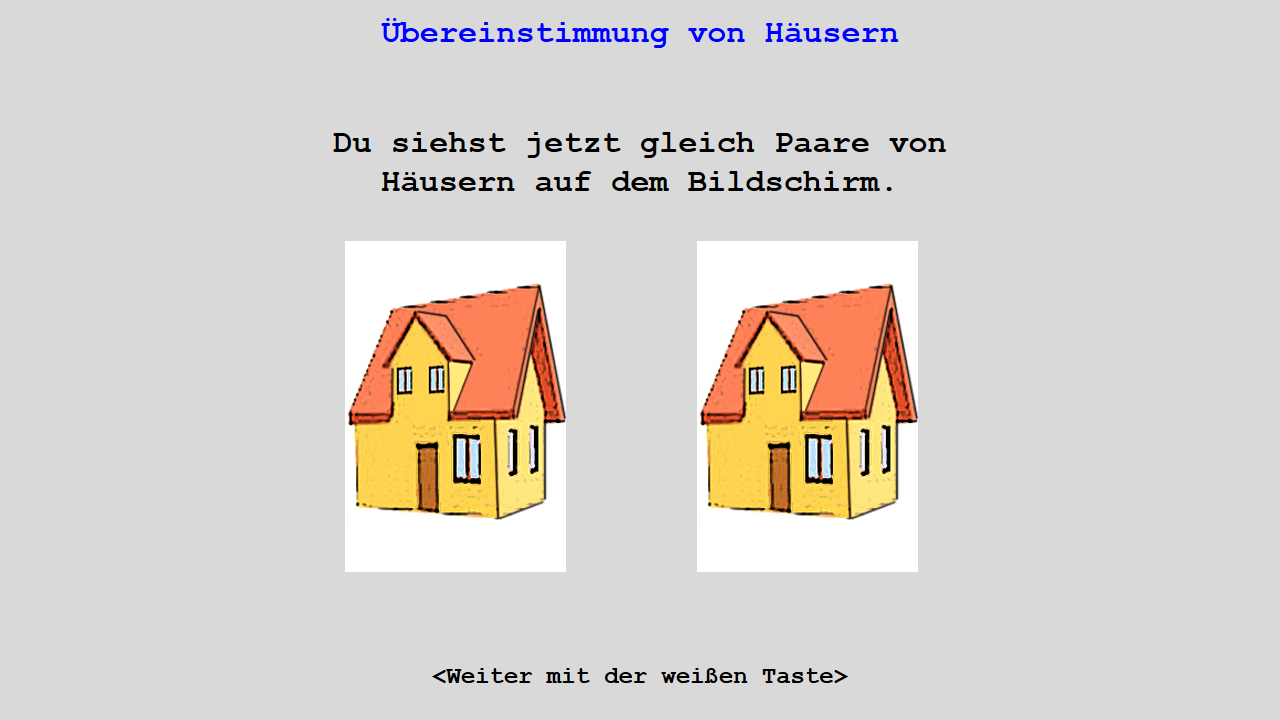 Übereinstimmung von Häusern
Du siehst jetzt gleich Paare von
Häusern auf dem Bildschirm.
<Weiter mit der weißen Taste>